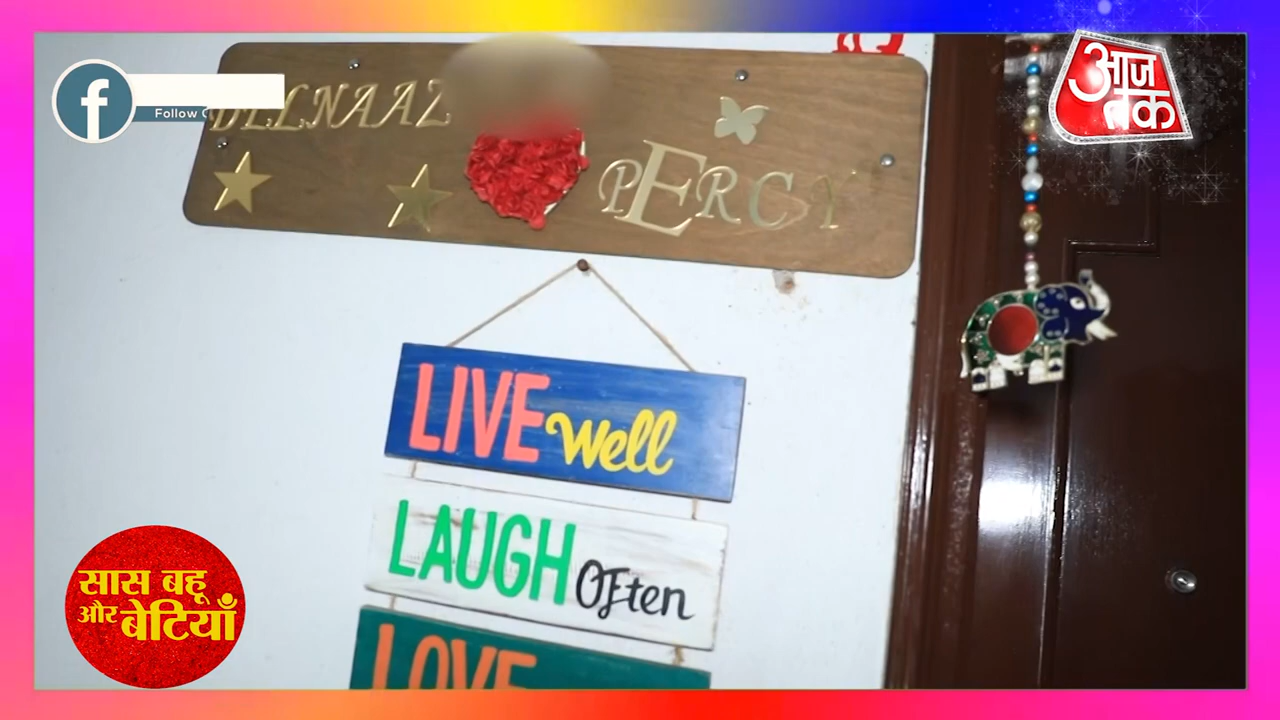 f
Follow
DELNAAZ
PERCY
आज
तक
LIVE well
LAUGH OFten
LOVE
सास बहू
और बेटियाँ